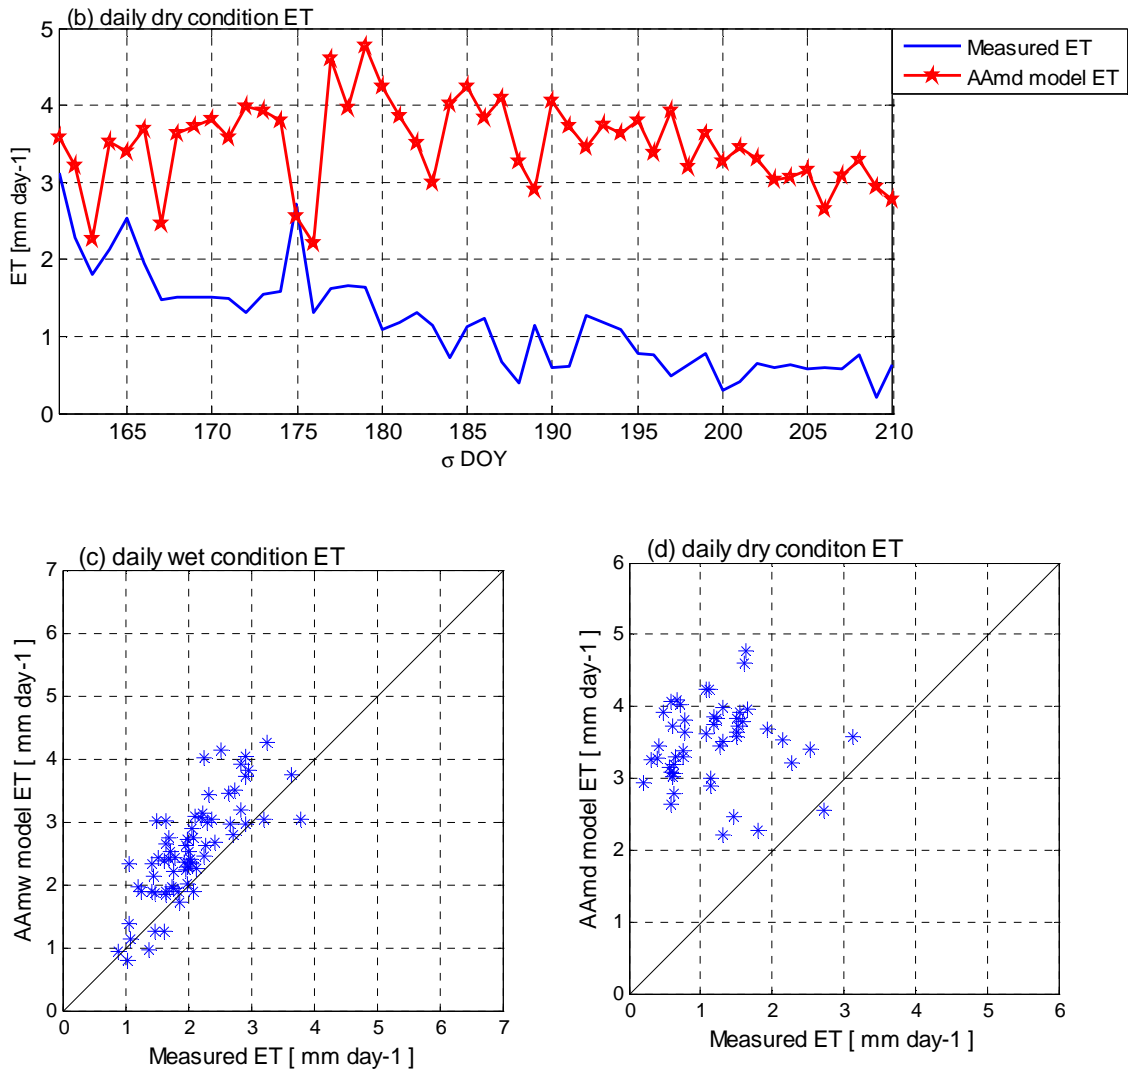 (b) daily dry condition ET
5
4
3
2
1
0
ET [mm day-1]
165 170 175 180 185 190 195 200 205 210
σ DOY
Measured ET
AAmd model ET
(c) daily wet condition ET
7
6
5
4
3
2
1
0
AAmw model ET [ mm day-1 ]
0 1 2 3 4 5 6 7
Measured ET [ mm day-1 ]
(d) daily dry conditon ET
6
5
4
3
2
1
0
AAmd model ET [ mm day-1 ]
0 1 2 3 4 5 6
Measured ET [ mm day-1 ]